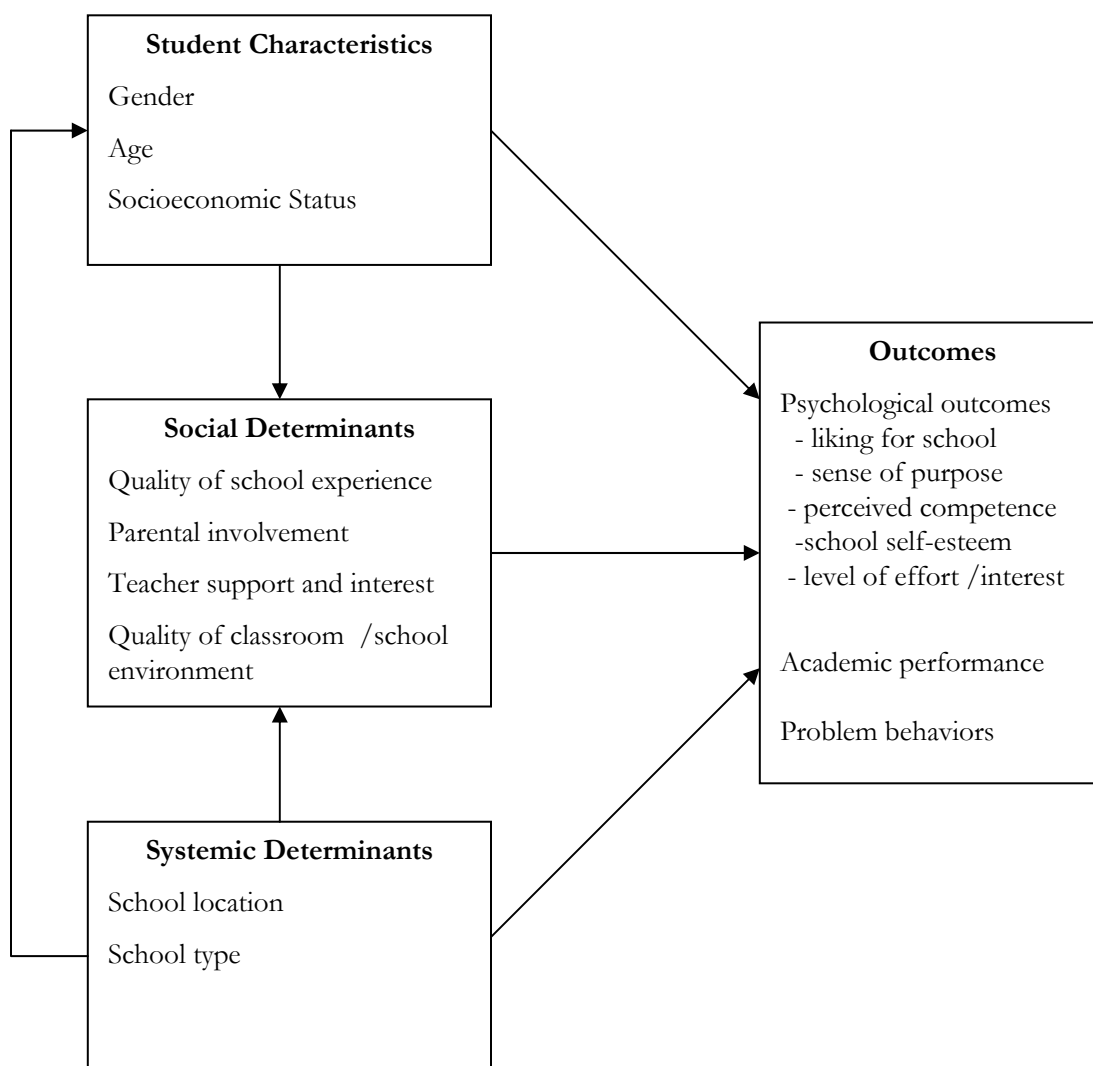 Student Characteristics
Gender
Age
Socioeconomic Status
Social Determinants
Quality of school experience
Parental involvement
Teacher support and interest
Quality of classroom /school
environment
Systemic Determinants
School location
School type
Outcomes
Psychological outcomes
- liking for school
- sense of purpose
- perceived competence
-school self-esteem
- level of effort /interest
Academic performance
Problem behaviors